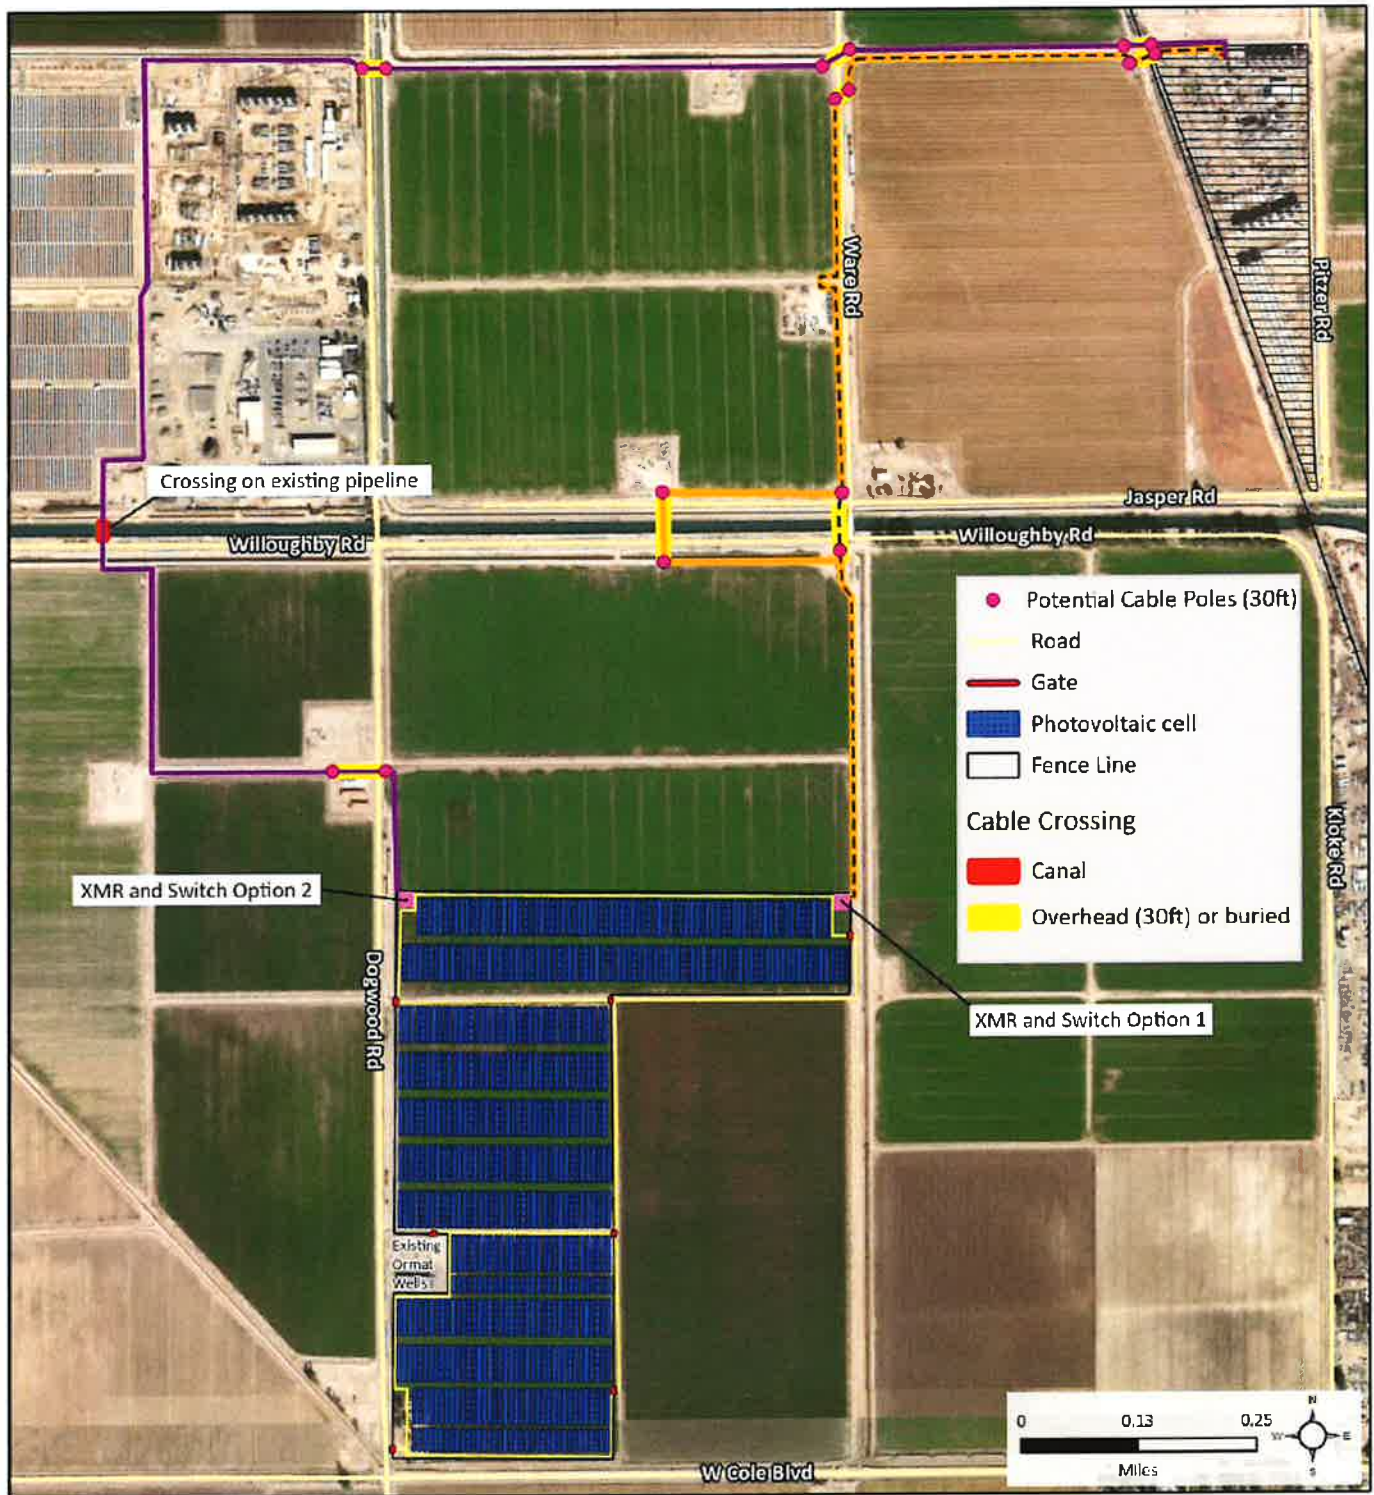 Ware Rd
Pitzer Rd
Crossing on existing pipeline
Jasper Rd
Willoughby Rd
Willoughby Rd
Potential Cable Poles (30ft)
Road
Gate
Photovoltaic cell
Fence Line
Cable Crossing
Canal
Overhead (30ft) or buried
Kloke Rd
XMR and Switch Option 2
Dogwood Rd
XMR and Switch Option 1
Existing
Ormat
Wells
0 0.13 0.25
Miles
N
W E
S
W Cole Blvd